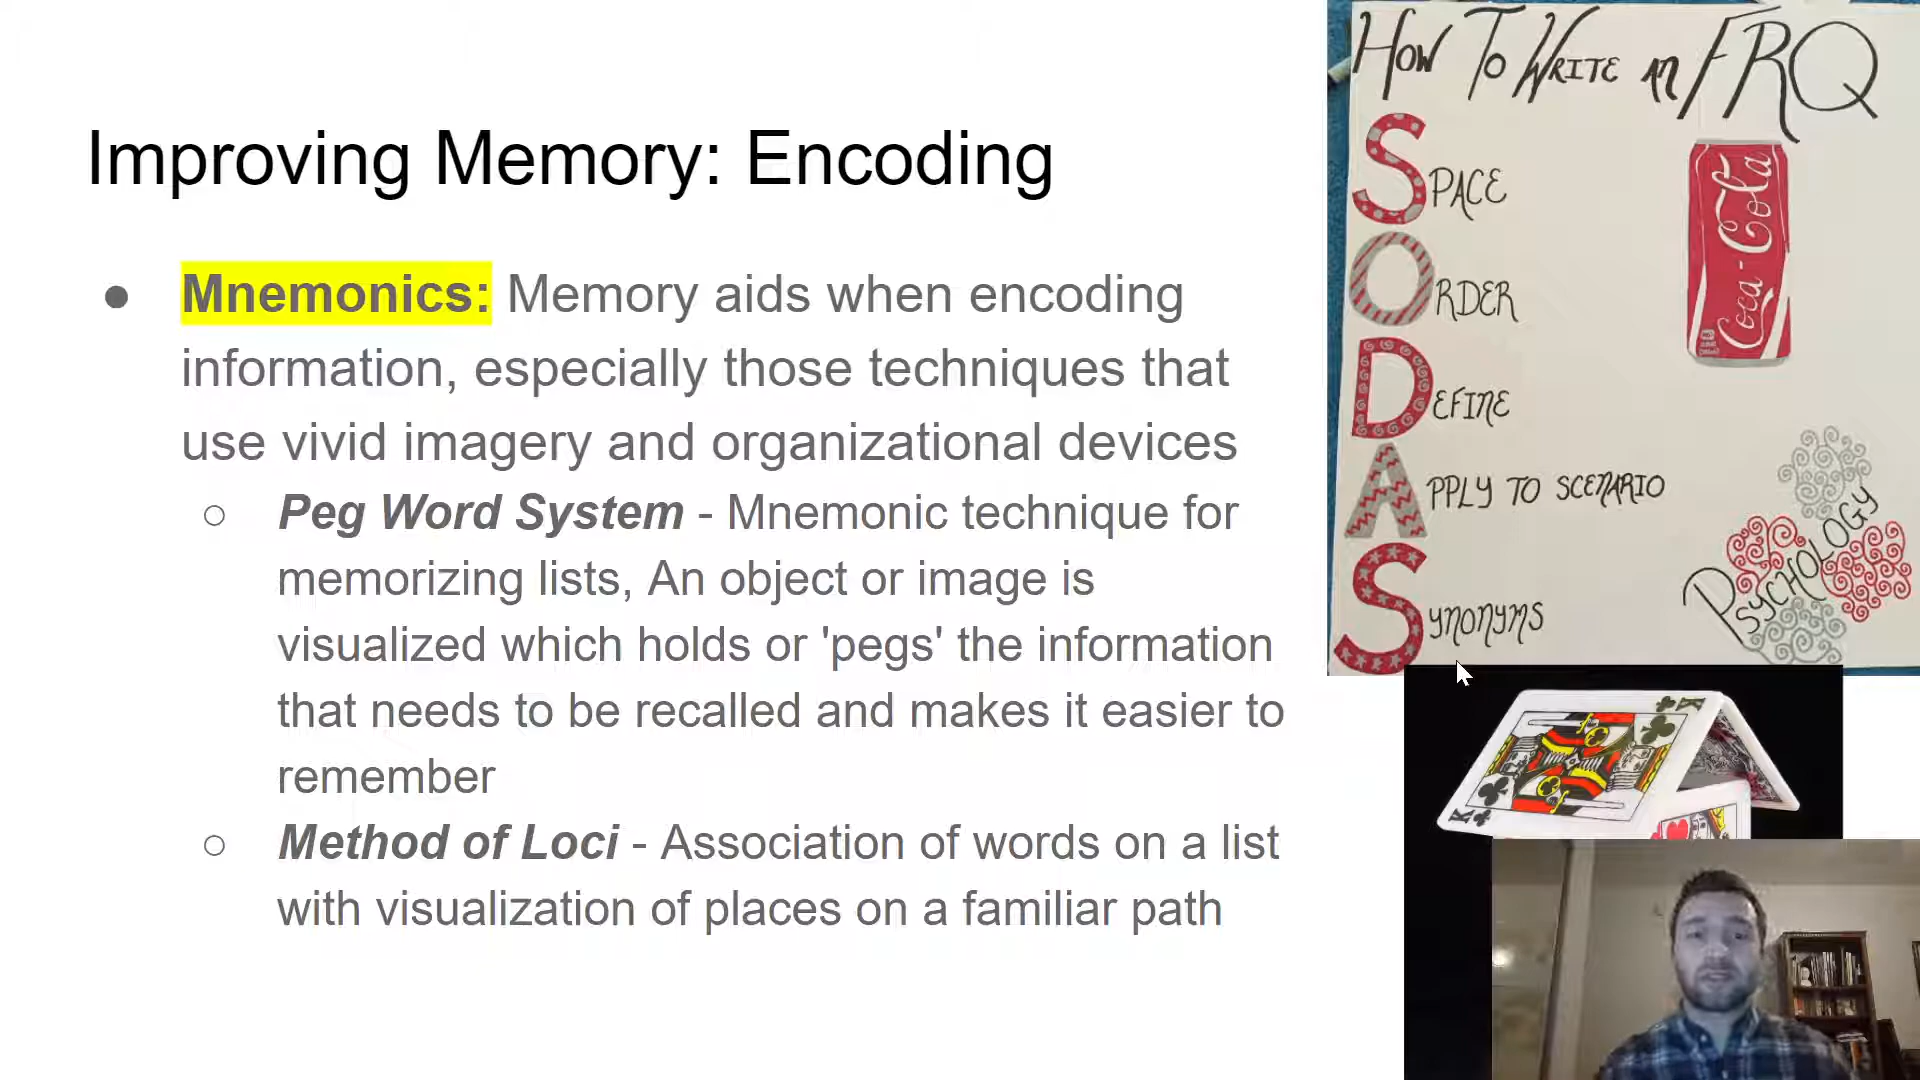 Improving Memory: Encoding
● Mnemonics: Memory aids when encoding
information, especially those techniques that
use vivid imagery and organizational devices
○ Peg Word System - Mnemonic technique for
memorizing lists, An object or image is
visualized which holds or 'pegs' the information
that needs to be recalled and makes it easier to
remember
○ Method of Loci - Association of words on a list
with visualization of places on a familiar path
HOW TO WRITE AN FRQ
SPACE
ORDER
DEFINE
APPLY TO SCENARIO
SYNONYMS
Coca-Cola
PSYCHOLOGY
K
K